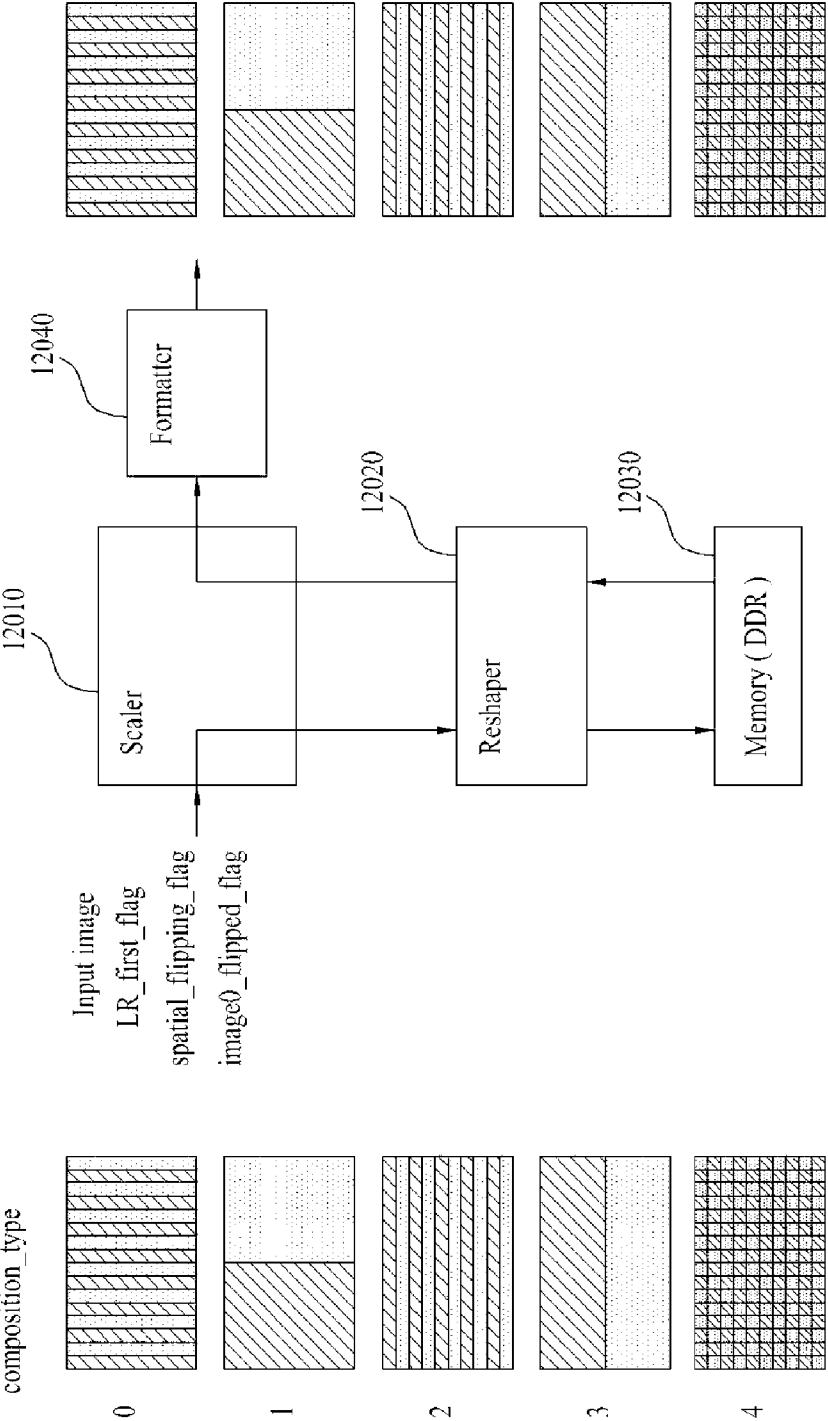 composition_type
0
1
2
3
4
Input image
LR_first_flag
spatial_flipping_flag
image0_flipped_flag
Scaler
12010
Reshaper
12020
Memory ( DDR )
12030
Formatter
12040